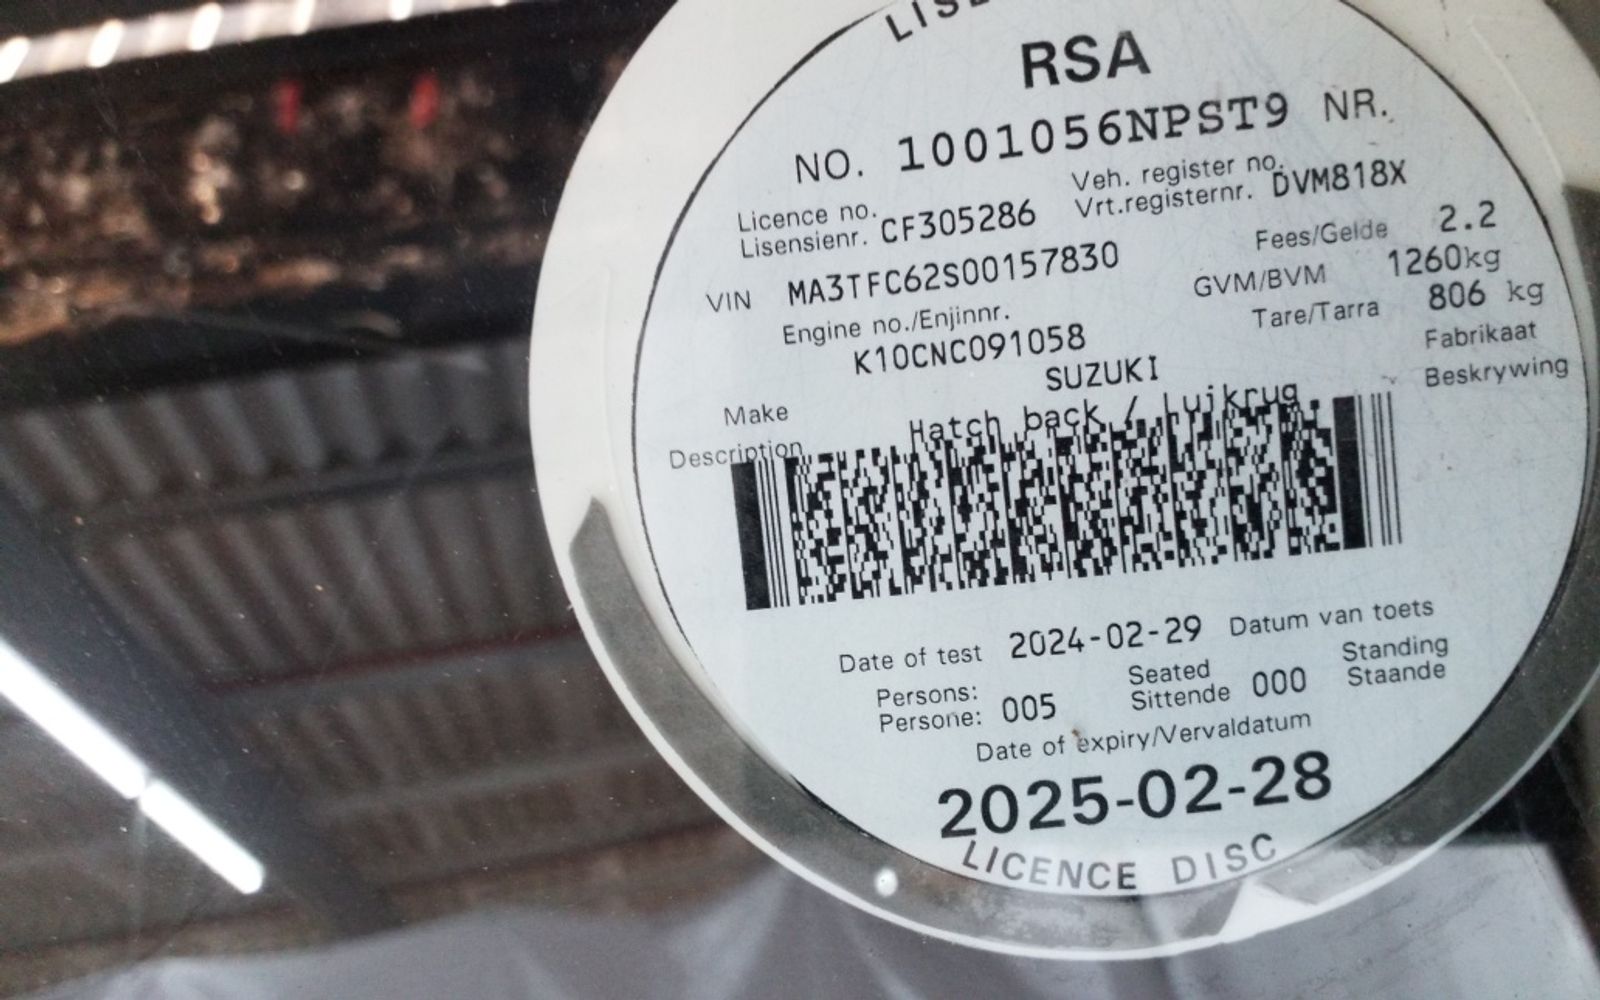 LISE
RSA
NO. 1001056NPST9 NR.
Licence no. Veh. register no.
Lisensienr. CF305286 Vrt.registernr. DVM818X
Fees/Gelde 2.2
VIN MA3TFC62S00157830 GVM/BVM 1260kg
Engine no./Enjinnr. Tare/Tarra 806 kg
K10CNC091058 Fabrikaat
Make SUZUKI Beskrywing
Description Hatch back / Luikrug
Date of test 2024-02-29 Datum van toets
Persons: Seated Standing
Persone: 005 Sittende 000 Staande
Date of expiry/Vervaldatum
2025-02-28
LICENCE DISC